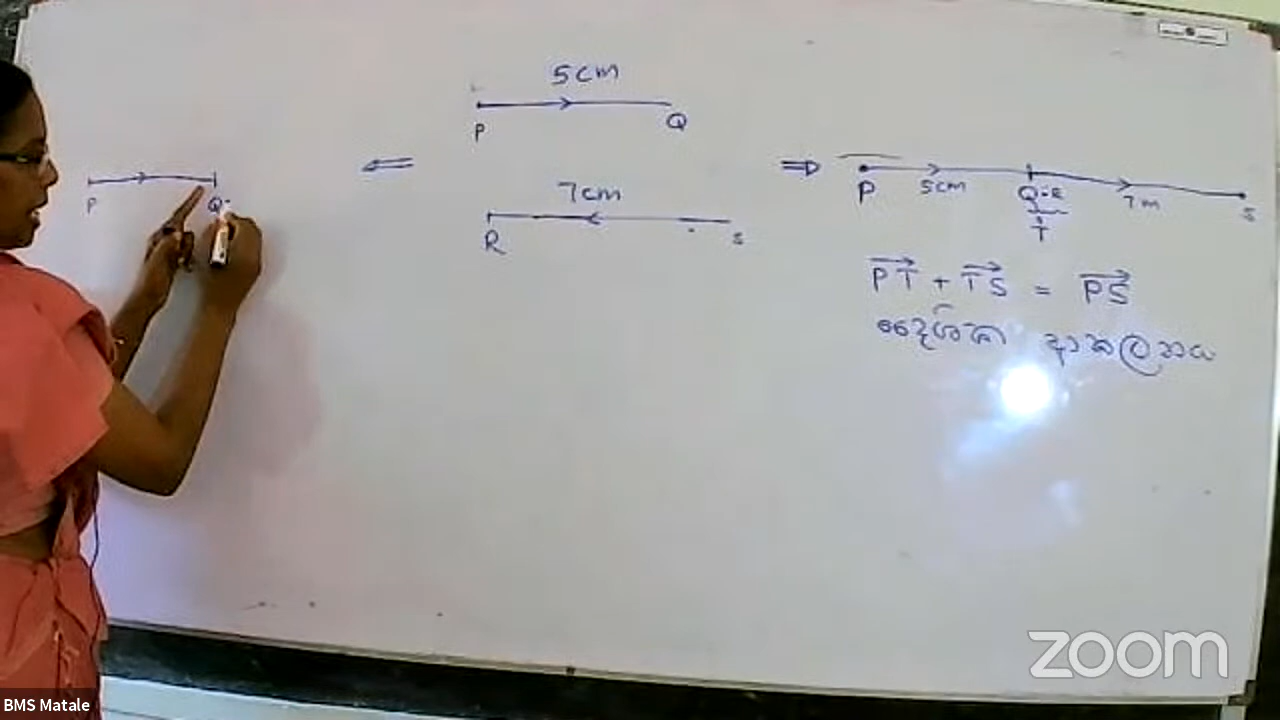 5cm
P Q
7cm
R S
P Q
P 5cm Q R 7m S
T
PT + TS = PS
දෛශික ආකලනය
zoom
BMS Matale